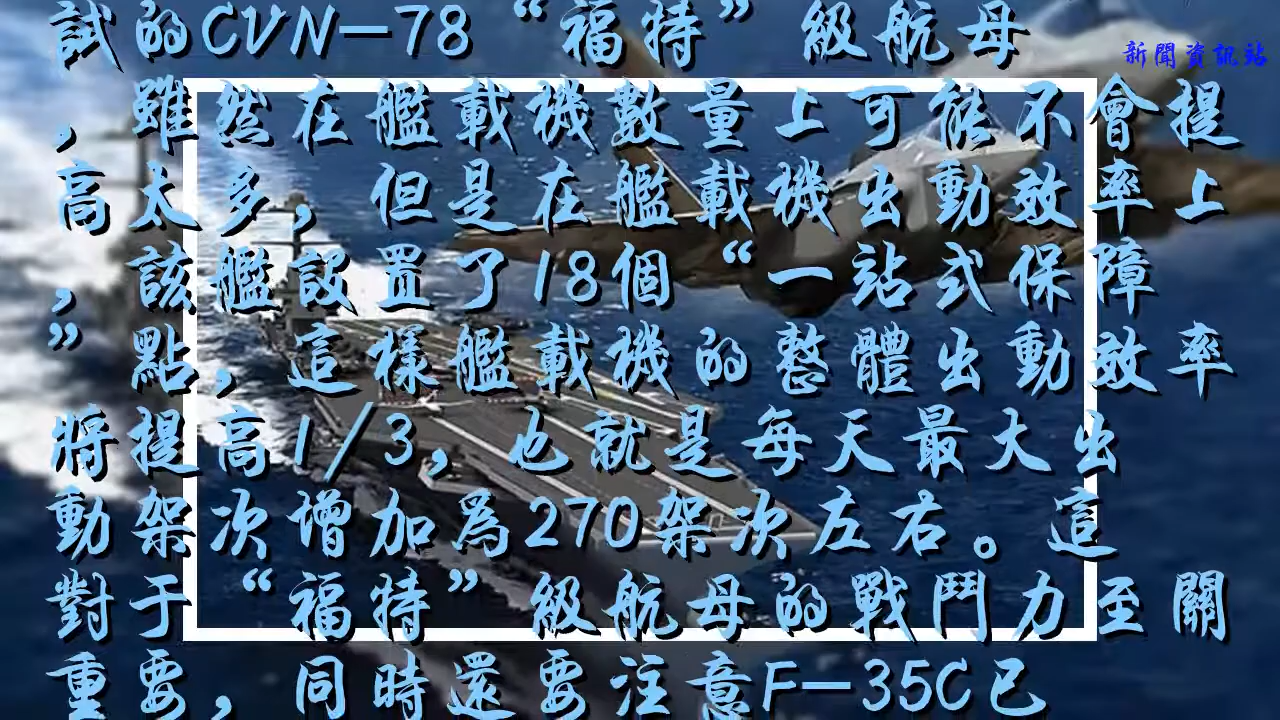 試的CVN-78“福特”級航母
新聞資訊站
，雖然在艦載機數量上可能不會提
高太多，但是在艦載機出動效率上
，該艦設置了18個“一站式保障
”點，這樣艦載機的整體出動效率
將提高1/3，也就是每天最大出
動架次增加為270架次左右。這
對于“福特”級航母的戰鬥力至關
重要，同時還要注意F-35C已